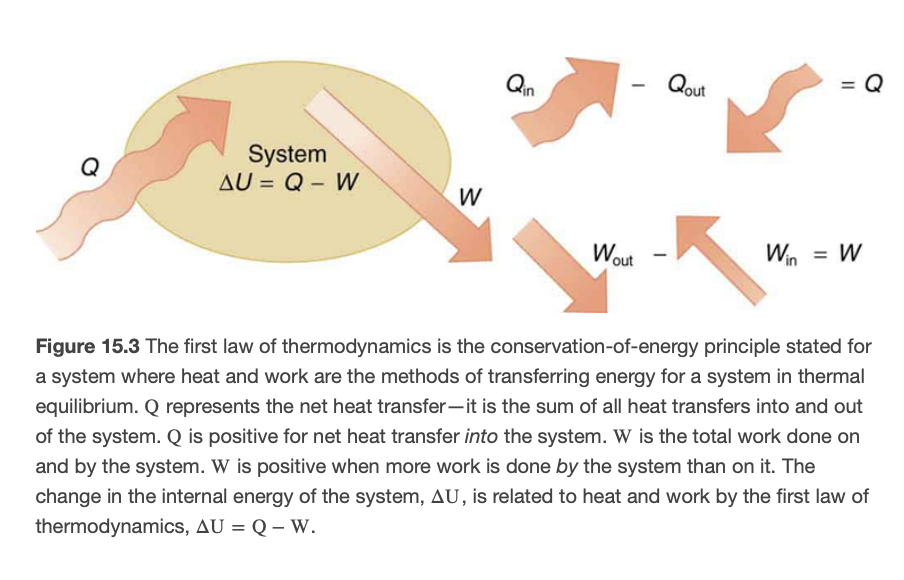 Q
System
ΔU = Q − W
W
Qin − Qout = Q
Wout − Win = W
Figure 15.3 The first law of thermodynamics is the conservation-of-energy principle stated for
a system where heat and work are the methods of transferring energy for a system in thermal
equilibrium. Q represents the net heat transfer—it is the sum of all heat transfers into and out
of the system. Q is positive for net heat transfer into the system. W is the total work done on
and by the system. W is positive when more work is done by the system than on it. The
change in the internal energy of the system, ΔU, is related to heat and work by the first law of
thermodynamics, ΔU = Q − W.